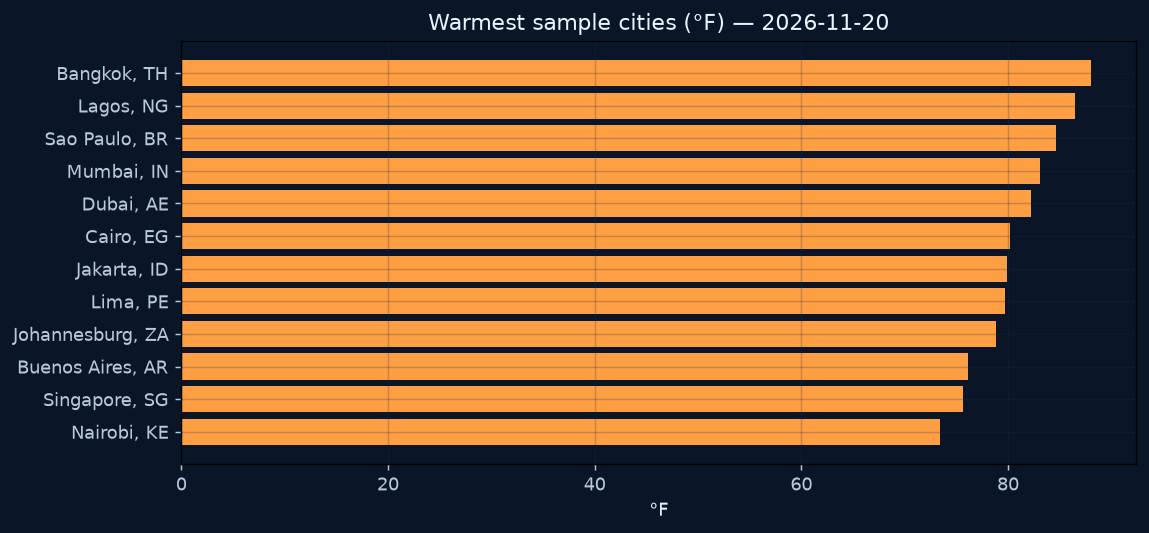 Warmest sample cities (°F) — 2026-11-20
Bangkok, TH
Lagos, NG
Sao Paulo, BR
Mumbai, IN
Dubai, AE
Cairo, EG
Jakarta, ID
Lima, PE
Johannesburg, ZA
Buenos Aires, AR
Singapore, SG
Nairobi, KE
0 20 40 60 80
°F